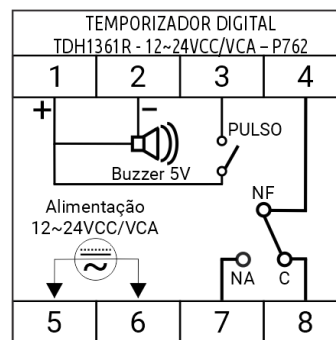 TEMPORIZADOR DIGITAL
TDH1361R - 12~24VCC/VCA – P762
1 2 3 4
+ −
PULSO
Buzzer 5V
NF
Alimentação
12~24VCC/VCA
NA C
5 6 7 8